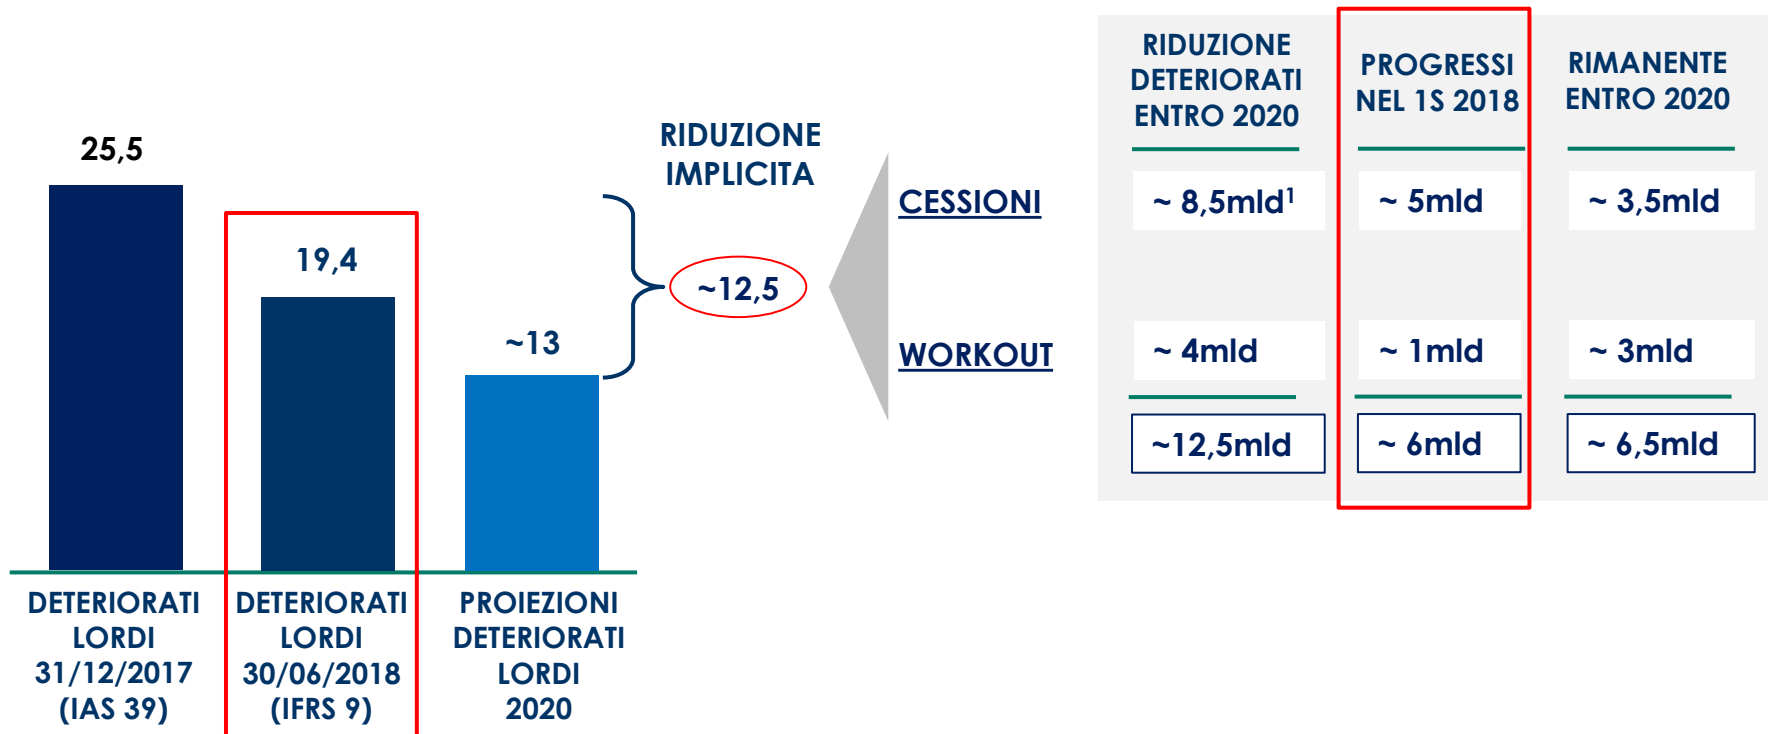 25,5
19,4
~13
DETERIORATI
LORDI
31/12/2017
(IAS 39)
DETERIORATI
LORDI
30/06/2018
(IFRS 9)
PROIEZIONI
DETERIORATI
LORDI
2020
RIDUZIONE
IMPLICITA
~12,5
CESSIONI
WORKOUT
RIDUZIONE
DETERIORATI
ENTRO 2020
PROGRESSI
NEL 1S 2018
RIMANENTE
ENTRO 2020
~ 8,5mld¹
~ 5mld
~ 3,5mld
~ 4mld
~ 1mld
~ 3mld
~12,5mld
~ 6mld
~ 6,5mld